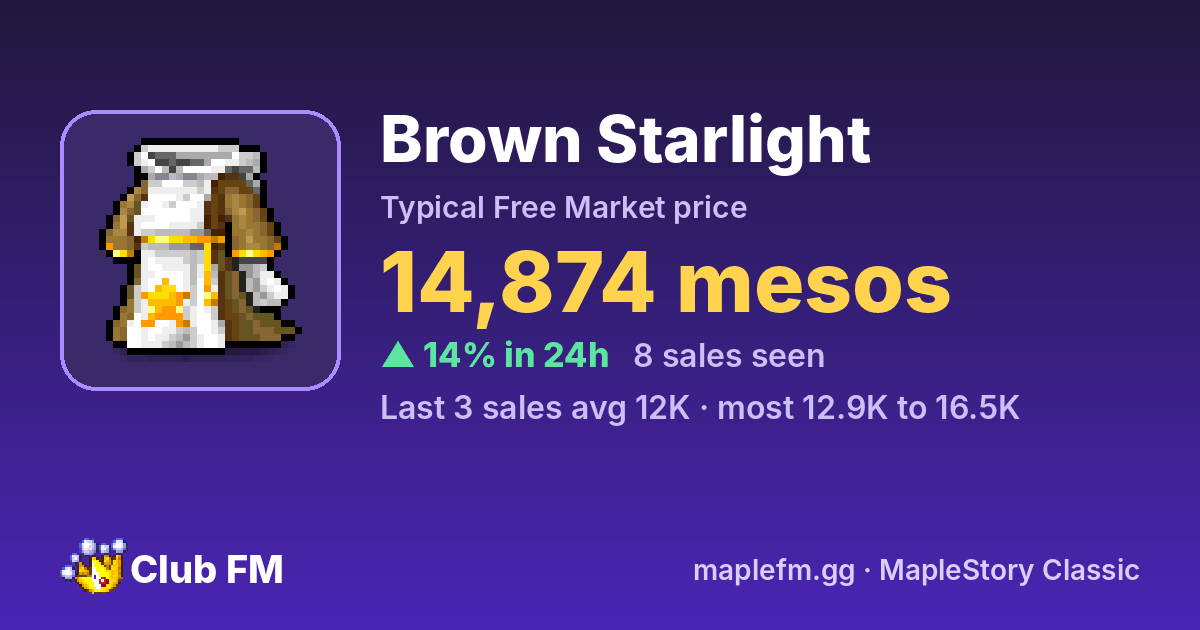 Brown Starlight
Typical Free Market price
14,874 mesos
▲ 14% in 24h 8 sales seen
Last 3 sales avg 12K · most 12.9K to 16.5K
Club FM
maplefm.gg · MapleStory Classic